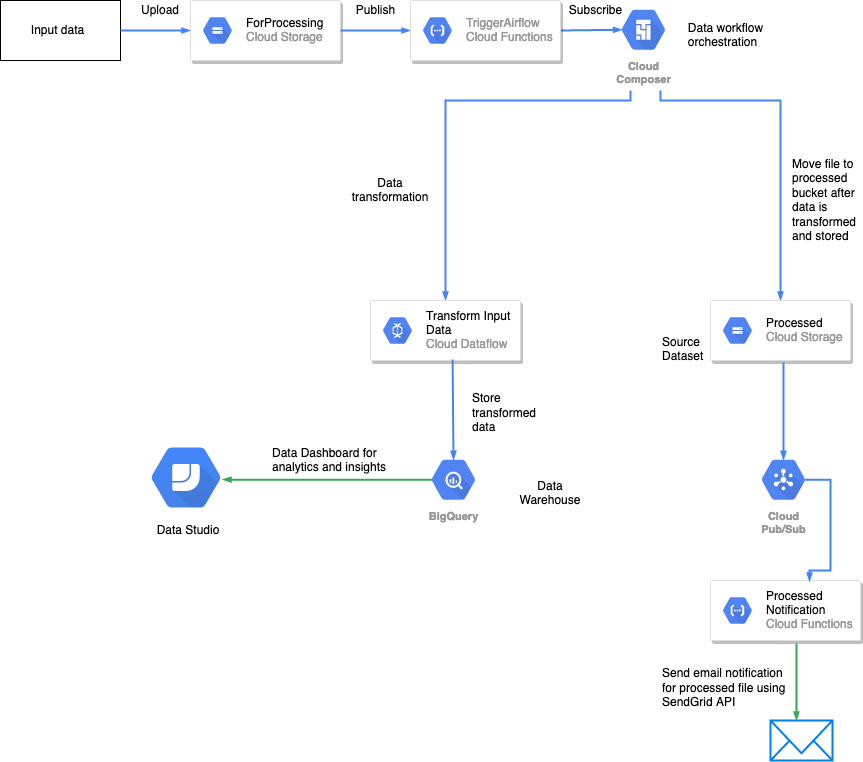 Input data
Upload
ForProcessing
Cloud Storage
Publish
TriggerAirflow
Cloud Functions
Subscribe
Cloud
Composer
Data workflow
orchestration
Data
transformation
Move file to
processed
bucket after
data is
transformed
and stored
Transform Input
Data
Cloud Dataflow
Source
Dataset
Processed
Cloud Storage
Store
transformed
data
Data Dashboard for
analytics and insights
Data Studio
BigQuery
Data
Warehouse
Cloud
Pub/Sub
Processed
Notification
Cloud Functions
Send email notification
for processed file using
SendGrid API